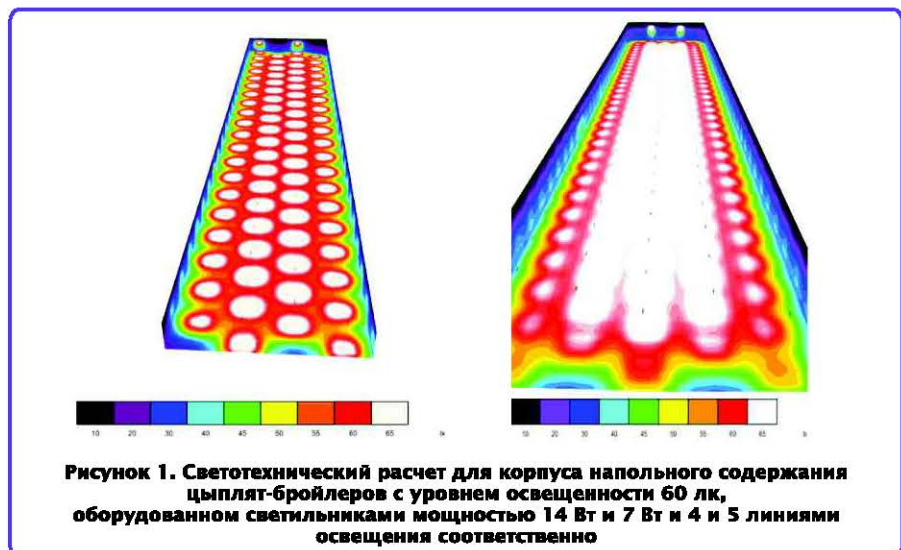 10 20 30 40 45 50 55 60 65 lx
10 20 30 40 45 50 55 60 65 lx
Рисунок 1. Светотехнический расчет для корпуса напольного содержания
цыплят-бройлеров с уровнем освещенности 60 лк,
оборудованном светильниками мощностью 14 Вт и 7 Вт и 4 и 5 линиями
освещения соответственно